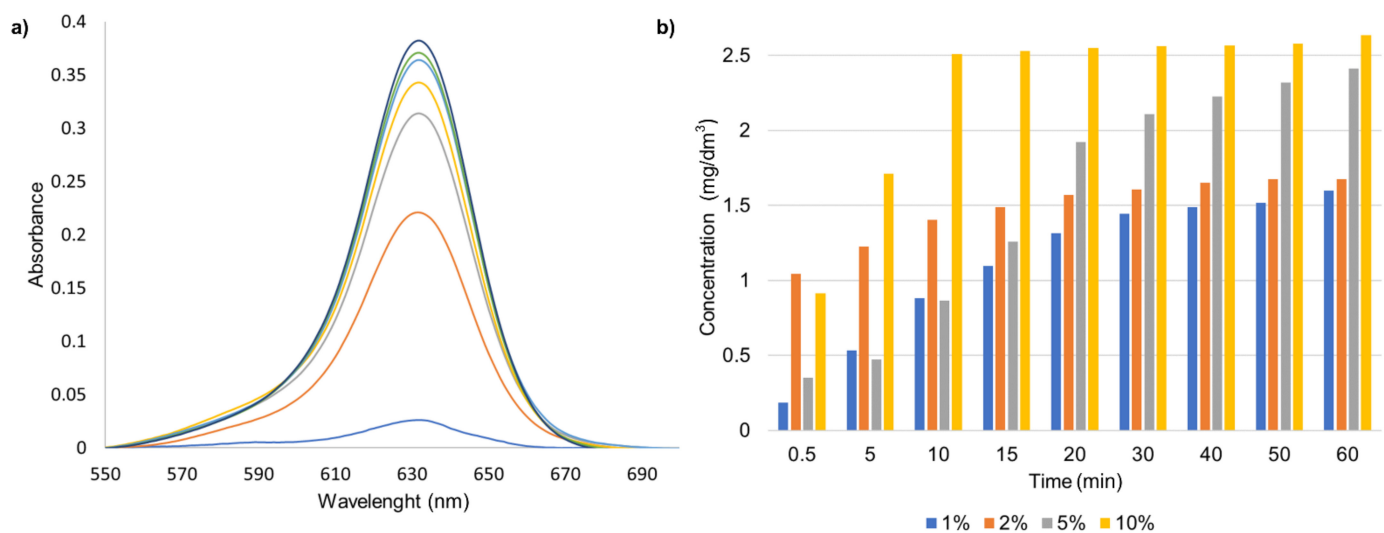 a)
0.4
0.35
0.3
0.25
0.2
0.15
0.1
0.05
0
Absorbance
550 570 590 610 630 650 670 690
Wavelenght (nm)
b)
2.5
2
1.5
1
0.5
0
Concentration (mg/dm³)
0.5 5 10 15 20 30 40 50 60
Time (min)
1% 2% 5% 10%